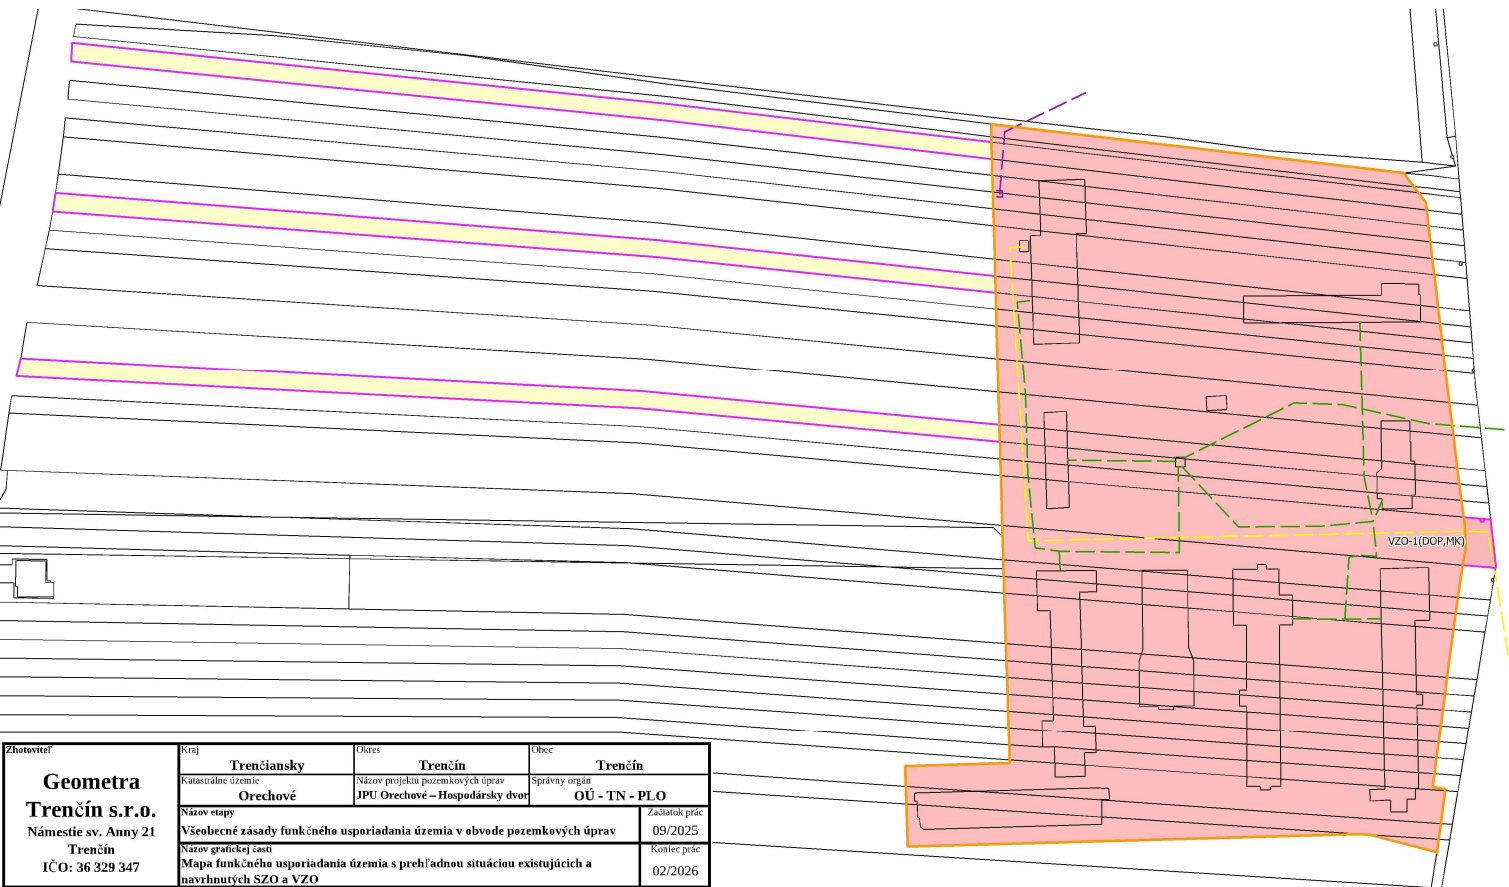 VZO-1(DOP,MK)
Zhotoviteľ
Geometra
Trenčín s.r.o.
Námestie sv. Anny 21
Trenčín
IČO: 36 329 347
Kraj
Trenčiansky
Okres
Trenčín
Obec
Trenčín
Katastrálne územie
Orechové
Názov projektu pozemkových úprav
JPU Orechové – Hospodársky dvor
Správny orgán
OÚ - TN - PLO
Názov etapy
Všeobecné zásady funkčného usporiadania územia v obvode pozemkových úprav
Začiatok prác
09/2025
Názov grafickej časti
Mapa funkčného usporiadania územia s prehľadnou situáciou existujúcich a
navrhnutých SZO a VZO
Koniec prác
02/2026